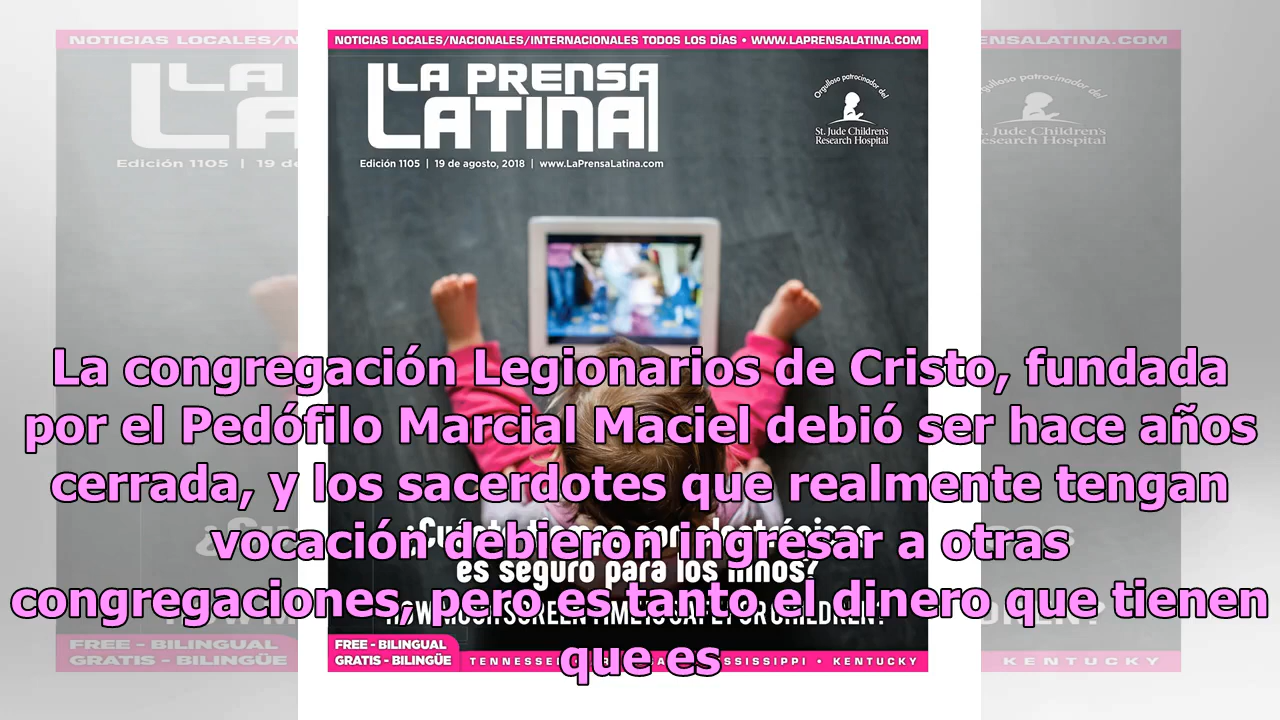 NOTICIAS LOCALES/NACIONALES/INTERNACIONALES TODOS LOS DÍAS • WWW.LAPRENSALATINA.COM
LA PRENSA
LATINA
Orgulloso patrocinador del
St. Jude Children's
Research Hospital
Edición 1105 | 19 de agosto, 2018 | www.LaPrensaLatina.com
La congregación Legionarios de Cristo, fundada
por el Pedófilo Marcial Maciel debió ser hace años
cerrada, y los sacerdotes que realmente tengan
vocación debieron ingresar a otras
congregaciones, pero es tanto el dinero que tienen
que es
es seguro para los niños?
FREE - BILINGUAL
GRATIS - BILINGÜE
TENNESSEE
MISSISSIPPI • KENTUCKY